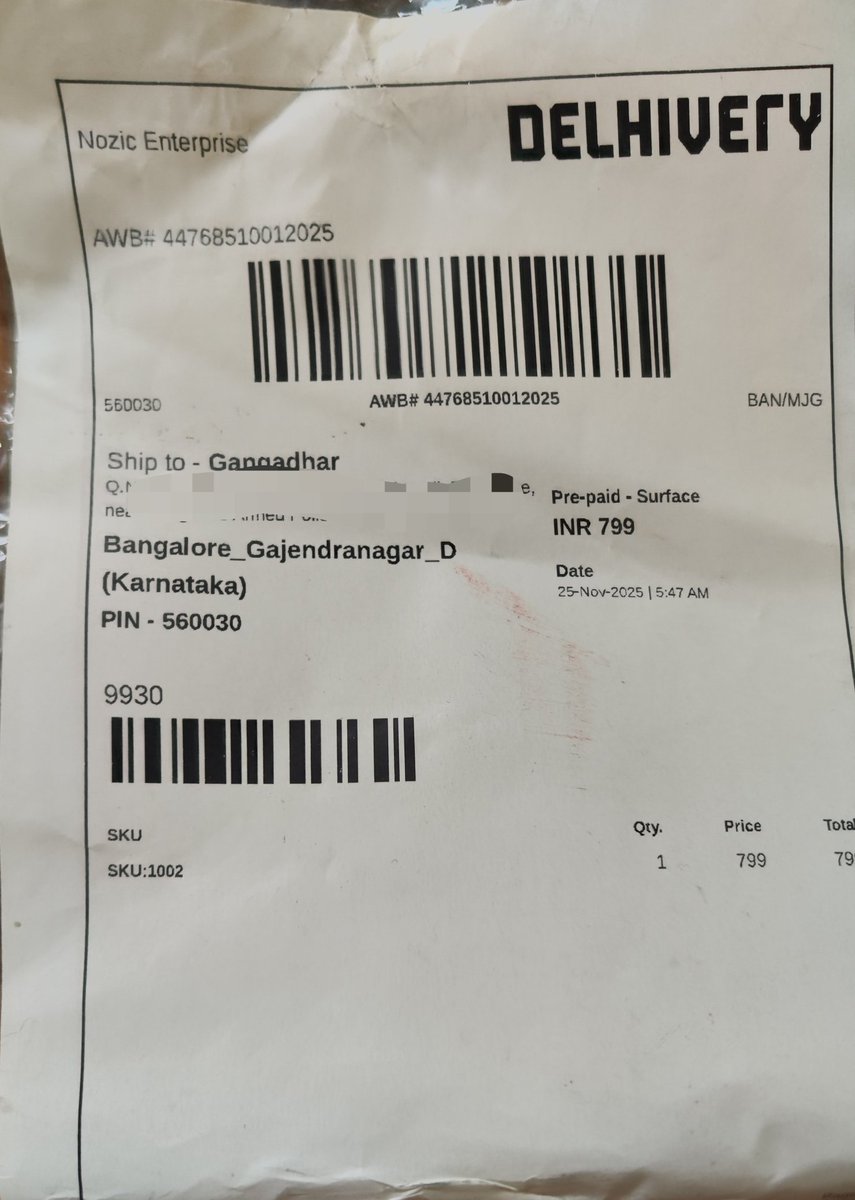 Nozic Enterprise
DELHIVERY
AWB# 44768510012025
560030
AWB# 44768510012025
BAN/MJG
Ship to - Gangadhar
e,
Pre-paid - Surface
INR 799
Bangalore_Gajendranagar_D
(Karnataka)
PIN - 560030
Date
25-Nov-2025 | 5:47 AM
9930
SKU Qty. Price Total
SKU:1002 1 799